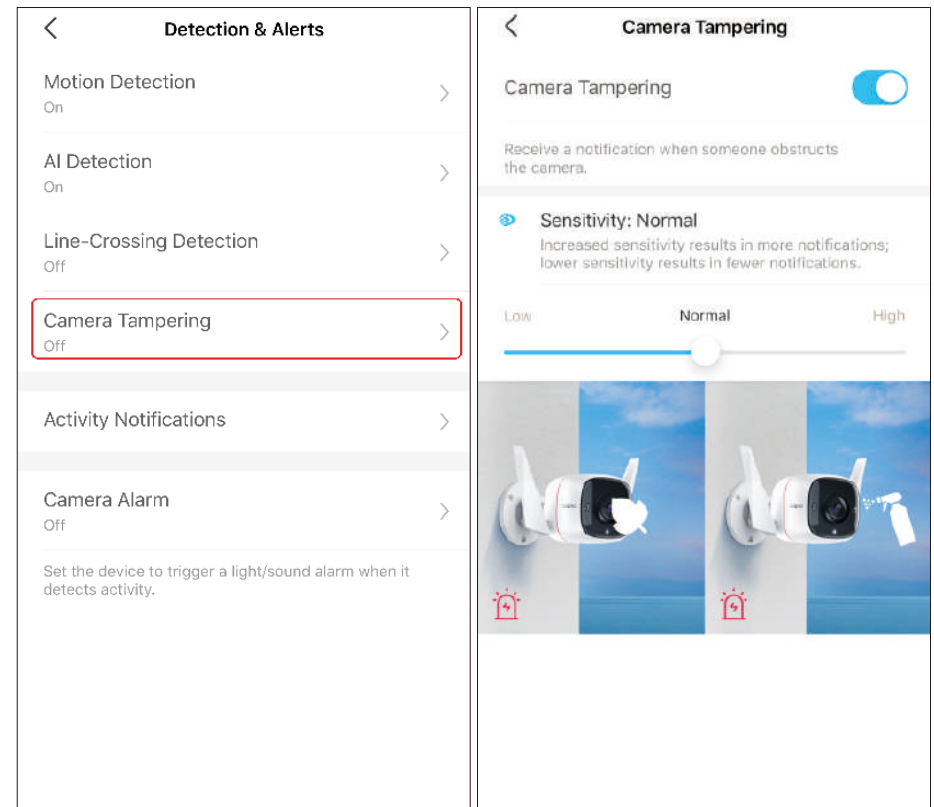 Detection & Alerts
Motion Detection
On
AI Detection
On
Line-Crossing Detection
Off
Camera Tampering
Off
Activity Notifications
Camera Alarm
Off
Set the device to trigger a light/sound alarm when it
detects activity.
Camera Tampering
Camera Tampering
Receive a notification when someone obstructs
the camera.
Sensitivity: Normal
Increased sensitivity results in more notifications;
lower sensitivity results in fewer notifications.
Low Normal High
tapo
tapo